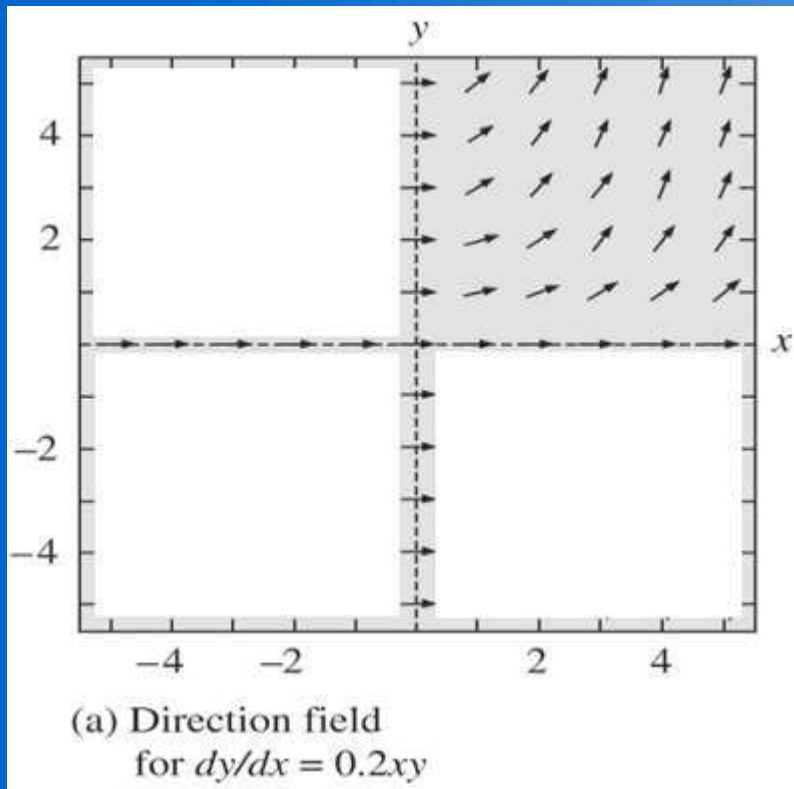 y
4
2
x
−2
−4
−4 −2 2 4
(a) Direction field
for dy/dx = 0.2xy